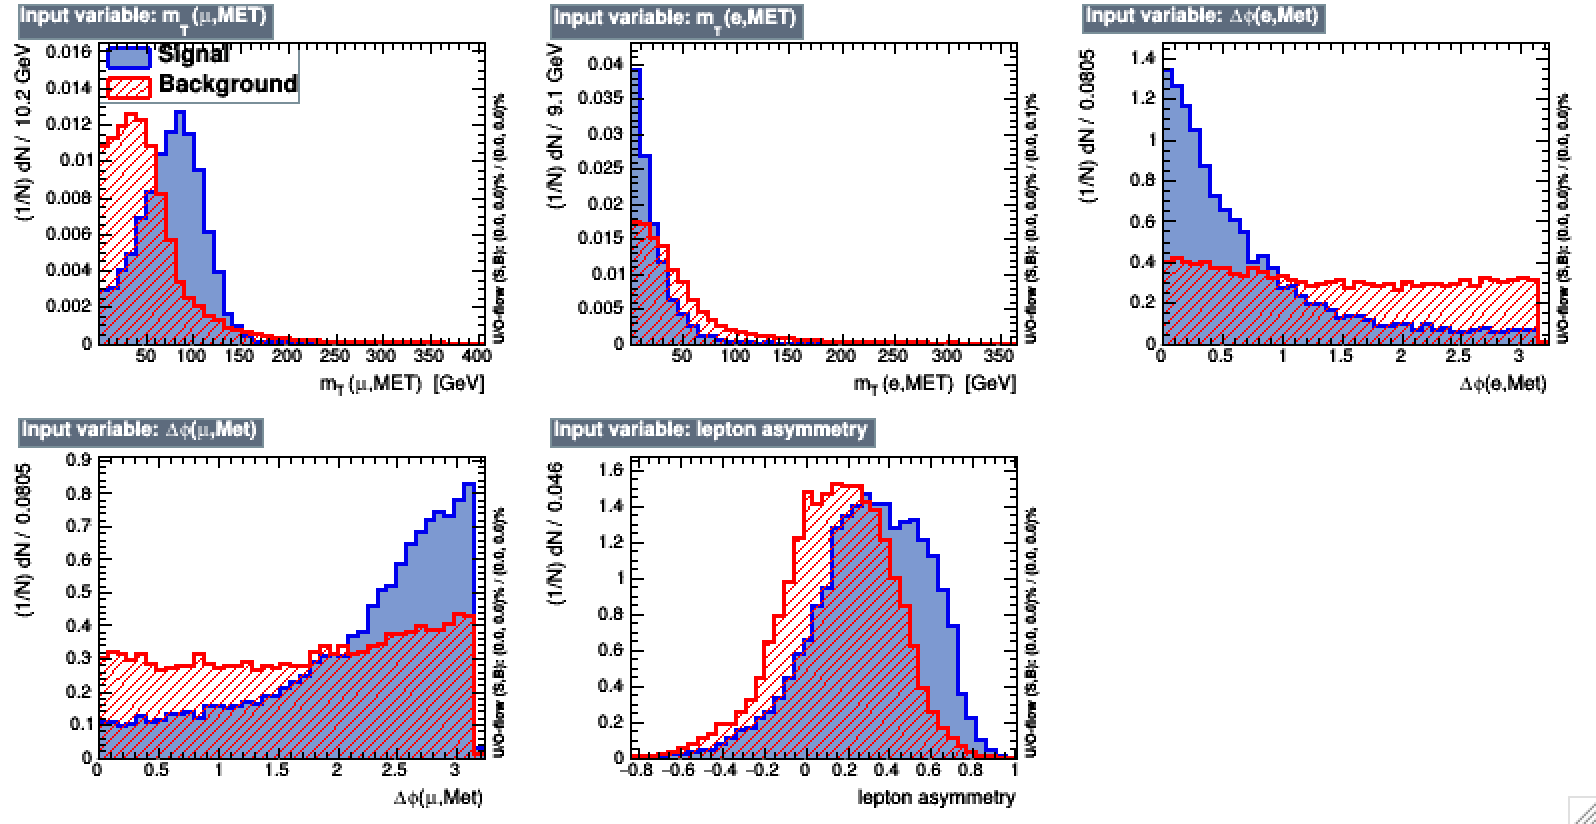 Input variable: m_T (μ,MET)
(1/N) dN / 10.2 GeV
0.016
0.014
0.012
0.01
0.008
0.006
0.004
0.002
0
Signal
Background
50 100 150 200 250 300 350 400
m_T (μ,MET) [GeV]
U/O-flow (S,B): (0.0, 0.0)% / (0.0, 0.0)%
Input variable: m_T (e,MET)
(1/N) dN / 9.1 GeV
0.04
0.035
0.03
0.025
0.02
0.015
0.01
0.005
0
50 100 150 200 250 300 350
m_T (e,MET) [GeV]
U/O-flow (S,B): (0.0, 0.0)% / (0.0, 0.1)%
Input variable: Δϕ(e,Met)
(1/N) dN / 0.0805
1.4
1.2
1
0.8
0.6
0.4
0.2
0
0 0.5 1 1.5 2 2.5 3
Δϕ(e,Met)
U/O-flow (S,B): (0.0, 0.0)% / (0.0, 0.0)%
Input variable: Δϕ(μ,Met)
(1/N) dN / 0.0805
0.9
0.8
0.7
0.6
0.5
0.4
0.3
0.2
0.1
0
0 0.5 1 1.5 2 2.5 3
Δϕ(μ,Met)
U/O-flow (S,B): (0.0, 0.0)% / (0.0, 0.0)%
Input variable: lepton asymmetry
(1/N) dN / 0.046
1.6
1.4
1.2
1
0.8
0.6
0.4
0.2
0
−0.8 −0.6 −0.4 −0.2 0 0.2 0.4 0.6 0.8 1
lepton asymmetry
U/O-flow (S,B): (0.0, 0.0)% / (0.0, 0.0)%